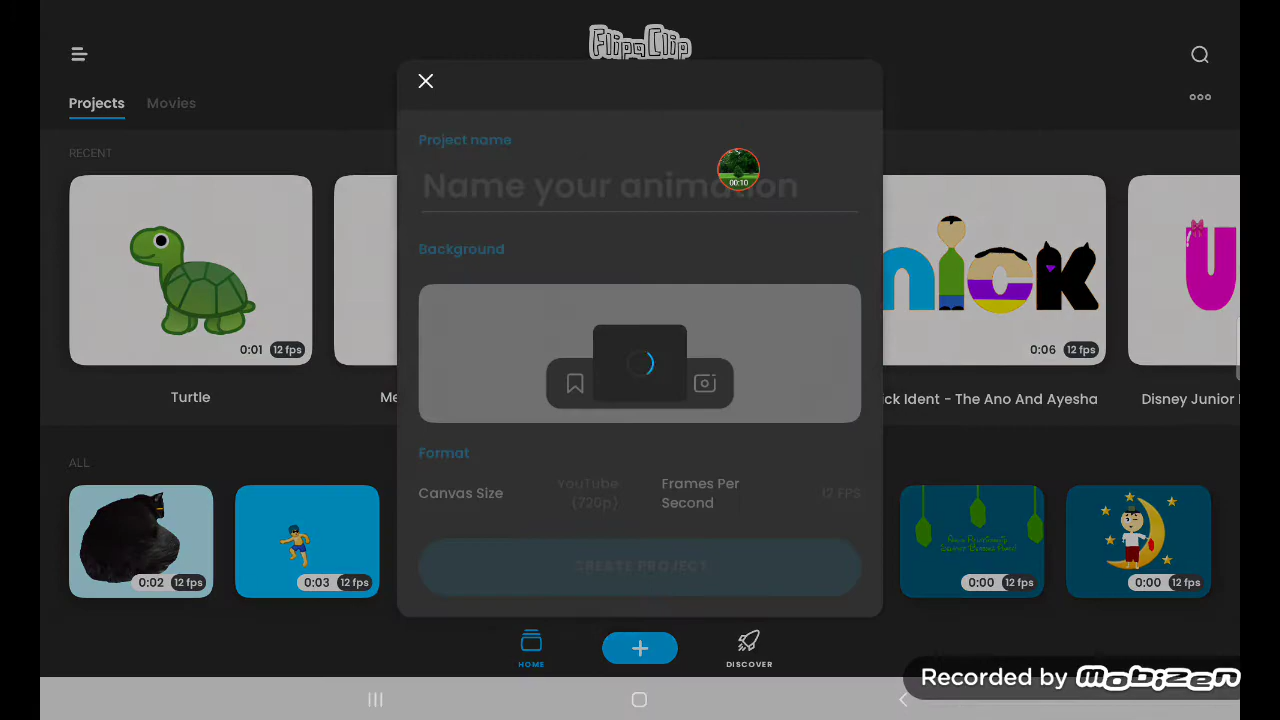 FlipaClip
Projects
Movies
RECENT
Project name
Name your animation
00:10
Background
nick
U
0:01
12 fps
0:06
12 fps
Turtle
Me
ck Ident - The Ano And Ayesha
Disney Junior
ALL
Format
Canvas Size
YouTube
(720p)
Frames Per
Second
12 FPS
CREATE PROJECT
0:02
12 fps
0:03
12 fps
0:00
12 fps
0:00
12 fps
HOME
DISCOVER
Recorded by mobizen